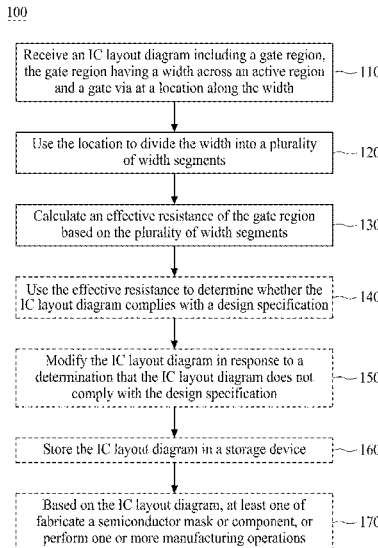 100
Receive an IC layout diagram including a gate region,
the gate region having a width across an active region
and a gate via at a location along the width
110
Use the location to divide the width into a plurality
of width segments
120
Calculate an effective resistance of the gate region
based on the plurality of width segments
130
Use the effective resistance to determine whether the
IC layout diagram complies with a design specification
140
Modify the IC layout diagram in response to a
determination that the IC layout diagram does not
comply with the design specification
150
Store the IC layout diagram in a storage device
160
Based on the IC layout diagram, at least one of
fabricate a semiconductor mask or component, or
perform one or more manufacturing operations
170